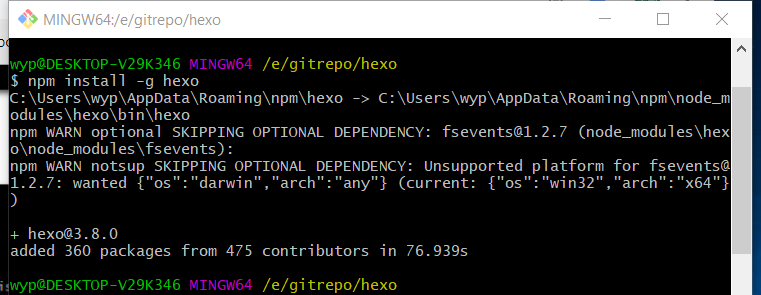 MINGW64:/e/gitrepo/hexo
wyp@DESKTOP-V29K346 MINGW64 /e/gitrepo/hexo
$ npm install -g hexo
C:\Users\wyp\AppData\Roaming\npm\hexo -> C:\Users\wyp\AppData\Roaming\npm\node_m
odules\hexo\bin\hexo
npm WARN optional SKIPPING OPTIONAL DEPENDENCY: fsevents@1.2.7 (node_modules\hex
o\node_modules\fsevents):
npm WARN notsup SKIPPING OPTIONAL DEPENDENCY: Unsupported platform for fsevents@
1.2.7: wanted {"os":"darwin","arch":"any"} (current: {"os":"win32","arch":"x64"}
)
+ hexo@3.8.0
added 360 packages from 475 contributors in 76.939s
wyp@DESKTOP-V29K346 MINGW64 /e/gitrepo/hexo